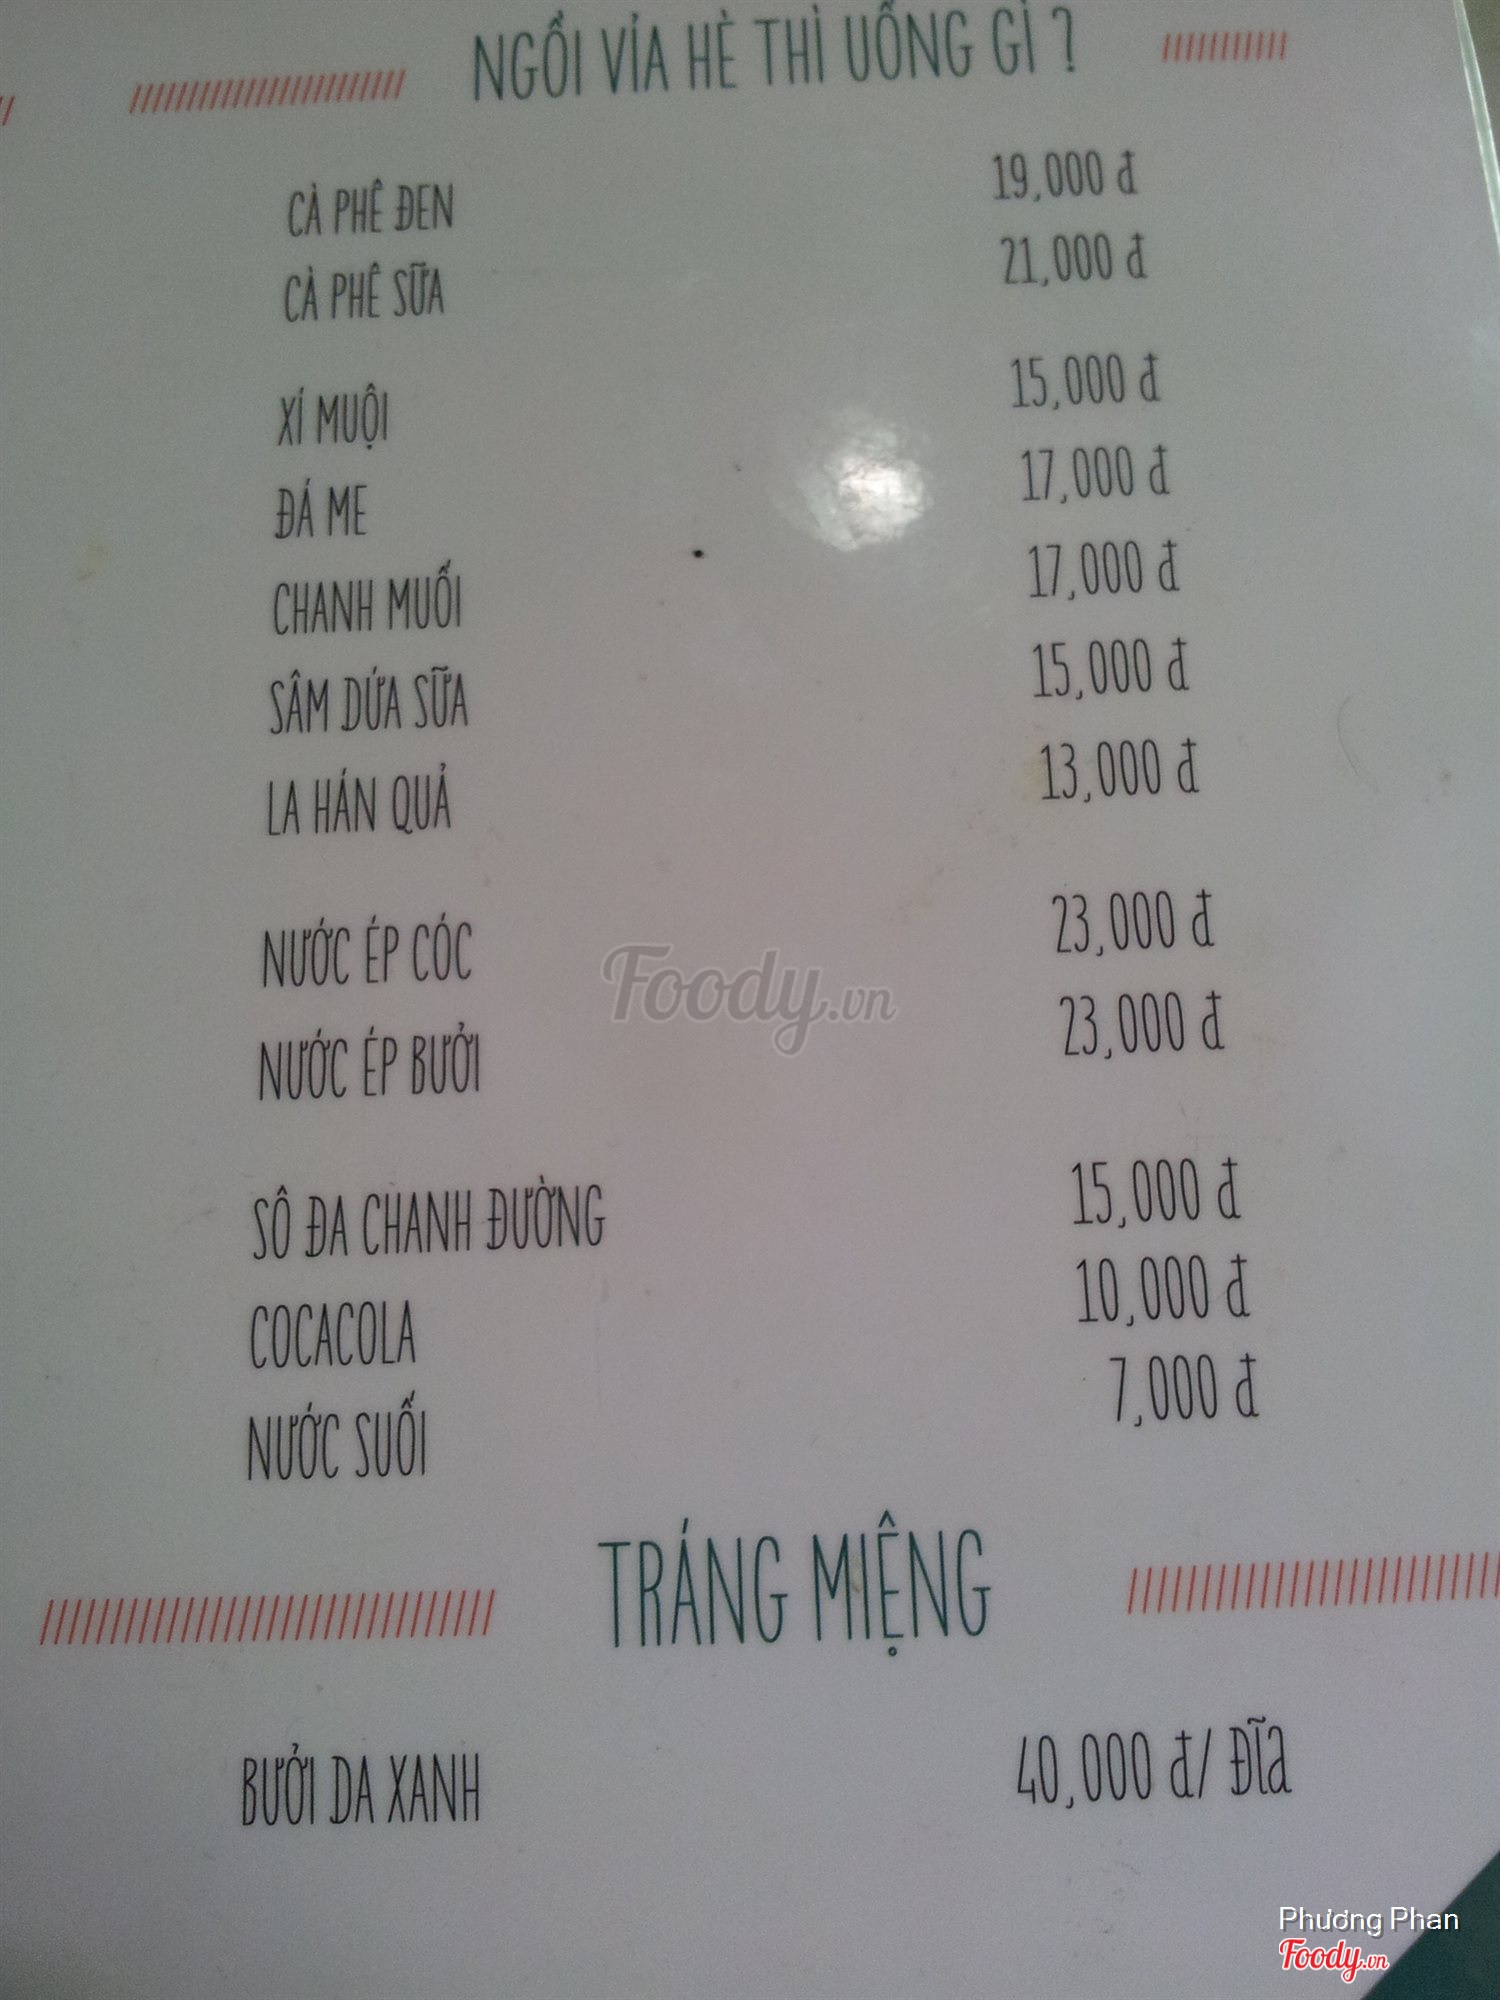 NGỒI VỈA HÈ THÌ UỐNG GÌ ?
CÀ PHÊ ĐEN 19,000 đ
CÀ PHÊ SỮA 21,000 đ
XÍ MUỘI 15,000 đ
ĐÁ ME 17,000 đ
CHANH MUỐI 17,000 đ
SÂM DỨA SỮA 15,000 đ
LA HÁN QUẢ 13,000 đ
NƯỚC ÉP CÓC 23,000 đ
NƯỚC ÉP BƯỞI 23,000 đ
SÔ ĐA CHANH ĐƯỜNG 15,000 đ
COCACOLA 10,000 đ
NƯỚC SUỐI 7,000 đ
TRÁNG MIỆNG
BƯỞI DA XANH 40,000 đ/ Đĩa
Foody.vn
Phương Phan
Foody.vn